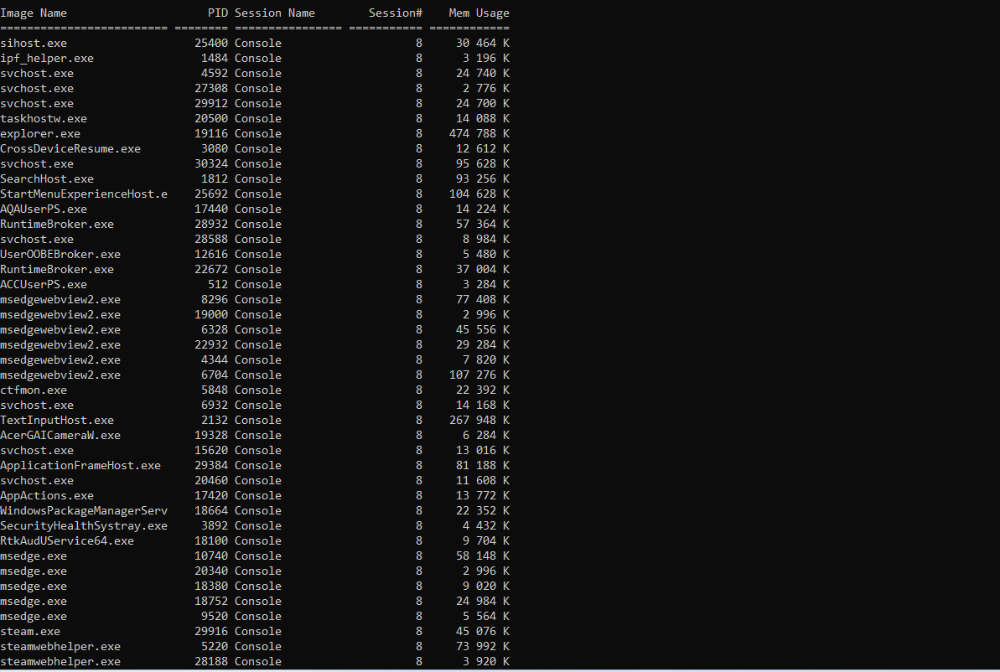 Image Name                     PID Session Name        Session#    Mem Usage
========================= ======== ================ =========== ============
sihost.exe                   25400 Console                    8     30 464 K
ipf_helper.exe                1484 Console                    8      3 196 K
svchost.exe                   4592 Console                    8     24 740 K
svchost.exe                  27308 Console                    8      2 776 K
svchost.exe                  29912 Console                    8     24 700 K
taskhostw.exe                20500 Console                    8     14 088 K
explorer.exe                 19116 Console                    8    474 788 K
CrossDeviceResume.exe         3080 Console                    8     12 612 K
svchost.exe                  30324 Console                    8     95 628 K
SearchHost.exe                1812 Console                    8     93 256 K
StartMenuExperienceHost.e    25692 Console                    8    104 628 K
AQAUserPS.exe                17440 Console                    8     14 224 K
RuntimeBroker.exe            28932 Console                    8     57 364 K
svchost.exe                  28588 Console                    8      8 984 K
UserOOBEBroker.exe           12616 Console                    8      5 480 K
RuntimeBroker.exe            22672 Console                    8     37 004 K
ACCUserPS.exe                  512 Console                    8      3 284 K
msedgewebview2.exe            8296 Console                    8     77 408 K
msedgewebview2.exe           19000 Console                    8      2 996 K
msedgewebview2.exe            6328 Console                    8     45 556 K
msedgewebview2.exe           22932 Console                    8     29 284 K
msedgewebview2.exe            4344 Console                    8      7 820 K
msedgewebview2.exe            6704 Console                    8    107 276 K
ctfmon.exe                    5848 Console                    8     22 392 K
svchost.exe                   6932 Console                    8     14 168 K
TextInputHost.exe             2132 Console                    8    267 948 K
AcerGAICameraW.exe           19328 Console                    8      6 284 K
svchost.exe                  15620 Console                    8     13 016 K
ApplicationFrameHost.exe     29384 Console                    8     81 188 K
svchost.exe                  20460 Console                    8     11 608 K
AppActions.exe               17420 Console                    8     13 772 K
WindowsPackageManagerServ    18664 Console                    8     22 352 K
SecurityHealthSystray.exe     3892 Console                    8      4 432 K
RtkAudUService64.exe         18100 Console                    8      9 704 K
msedge.exe                   10740 Console                    8     58 148 K
msedge.exe                   20340 Console                    8      2 996 K
msedge.exe                   18380 Console                    8      9 020 K
msedge.exe                   18752 Console                    8     24 984 K
msedge.exe                    9520 Console                    8      5 564 K
steam.exe                    29916 Console                    8     45 076 K
steamwebhelper.exe            5220 Console                    8     73 992 K
steamwebhelper.exe           28188 Console                    8      3 920 K